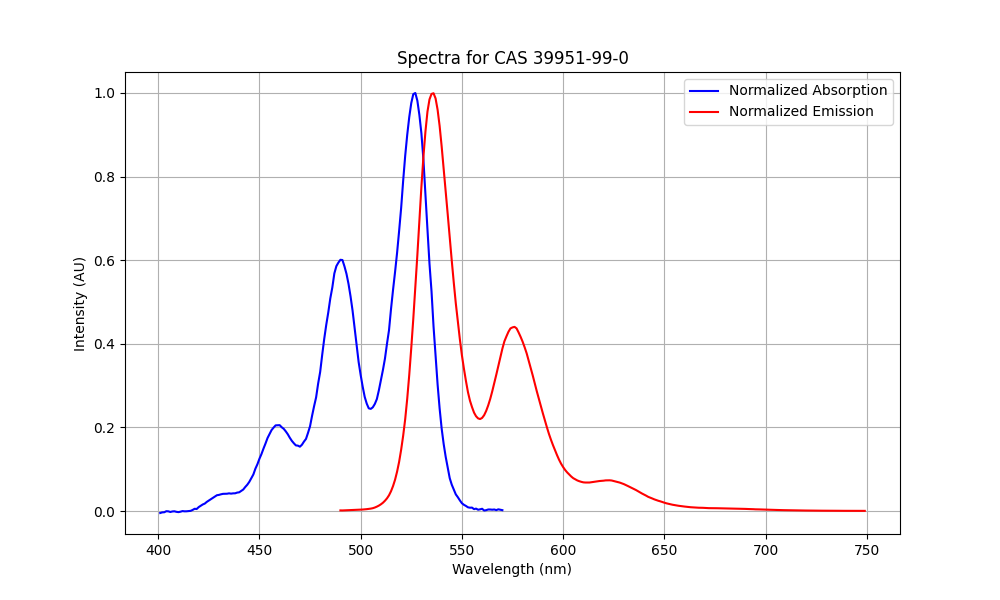 Spectra for CAS 39951-99-0
Normalized Absorption
Normalized Emission
Intensity (AU)
1.0
0.8
0.6
0.4
0.2
0.0
400 450 500 550 600 650 700 750
Wavelength (nm)